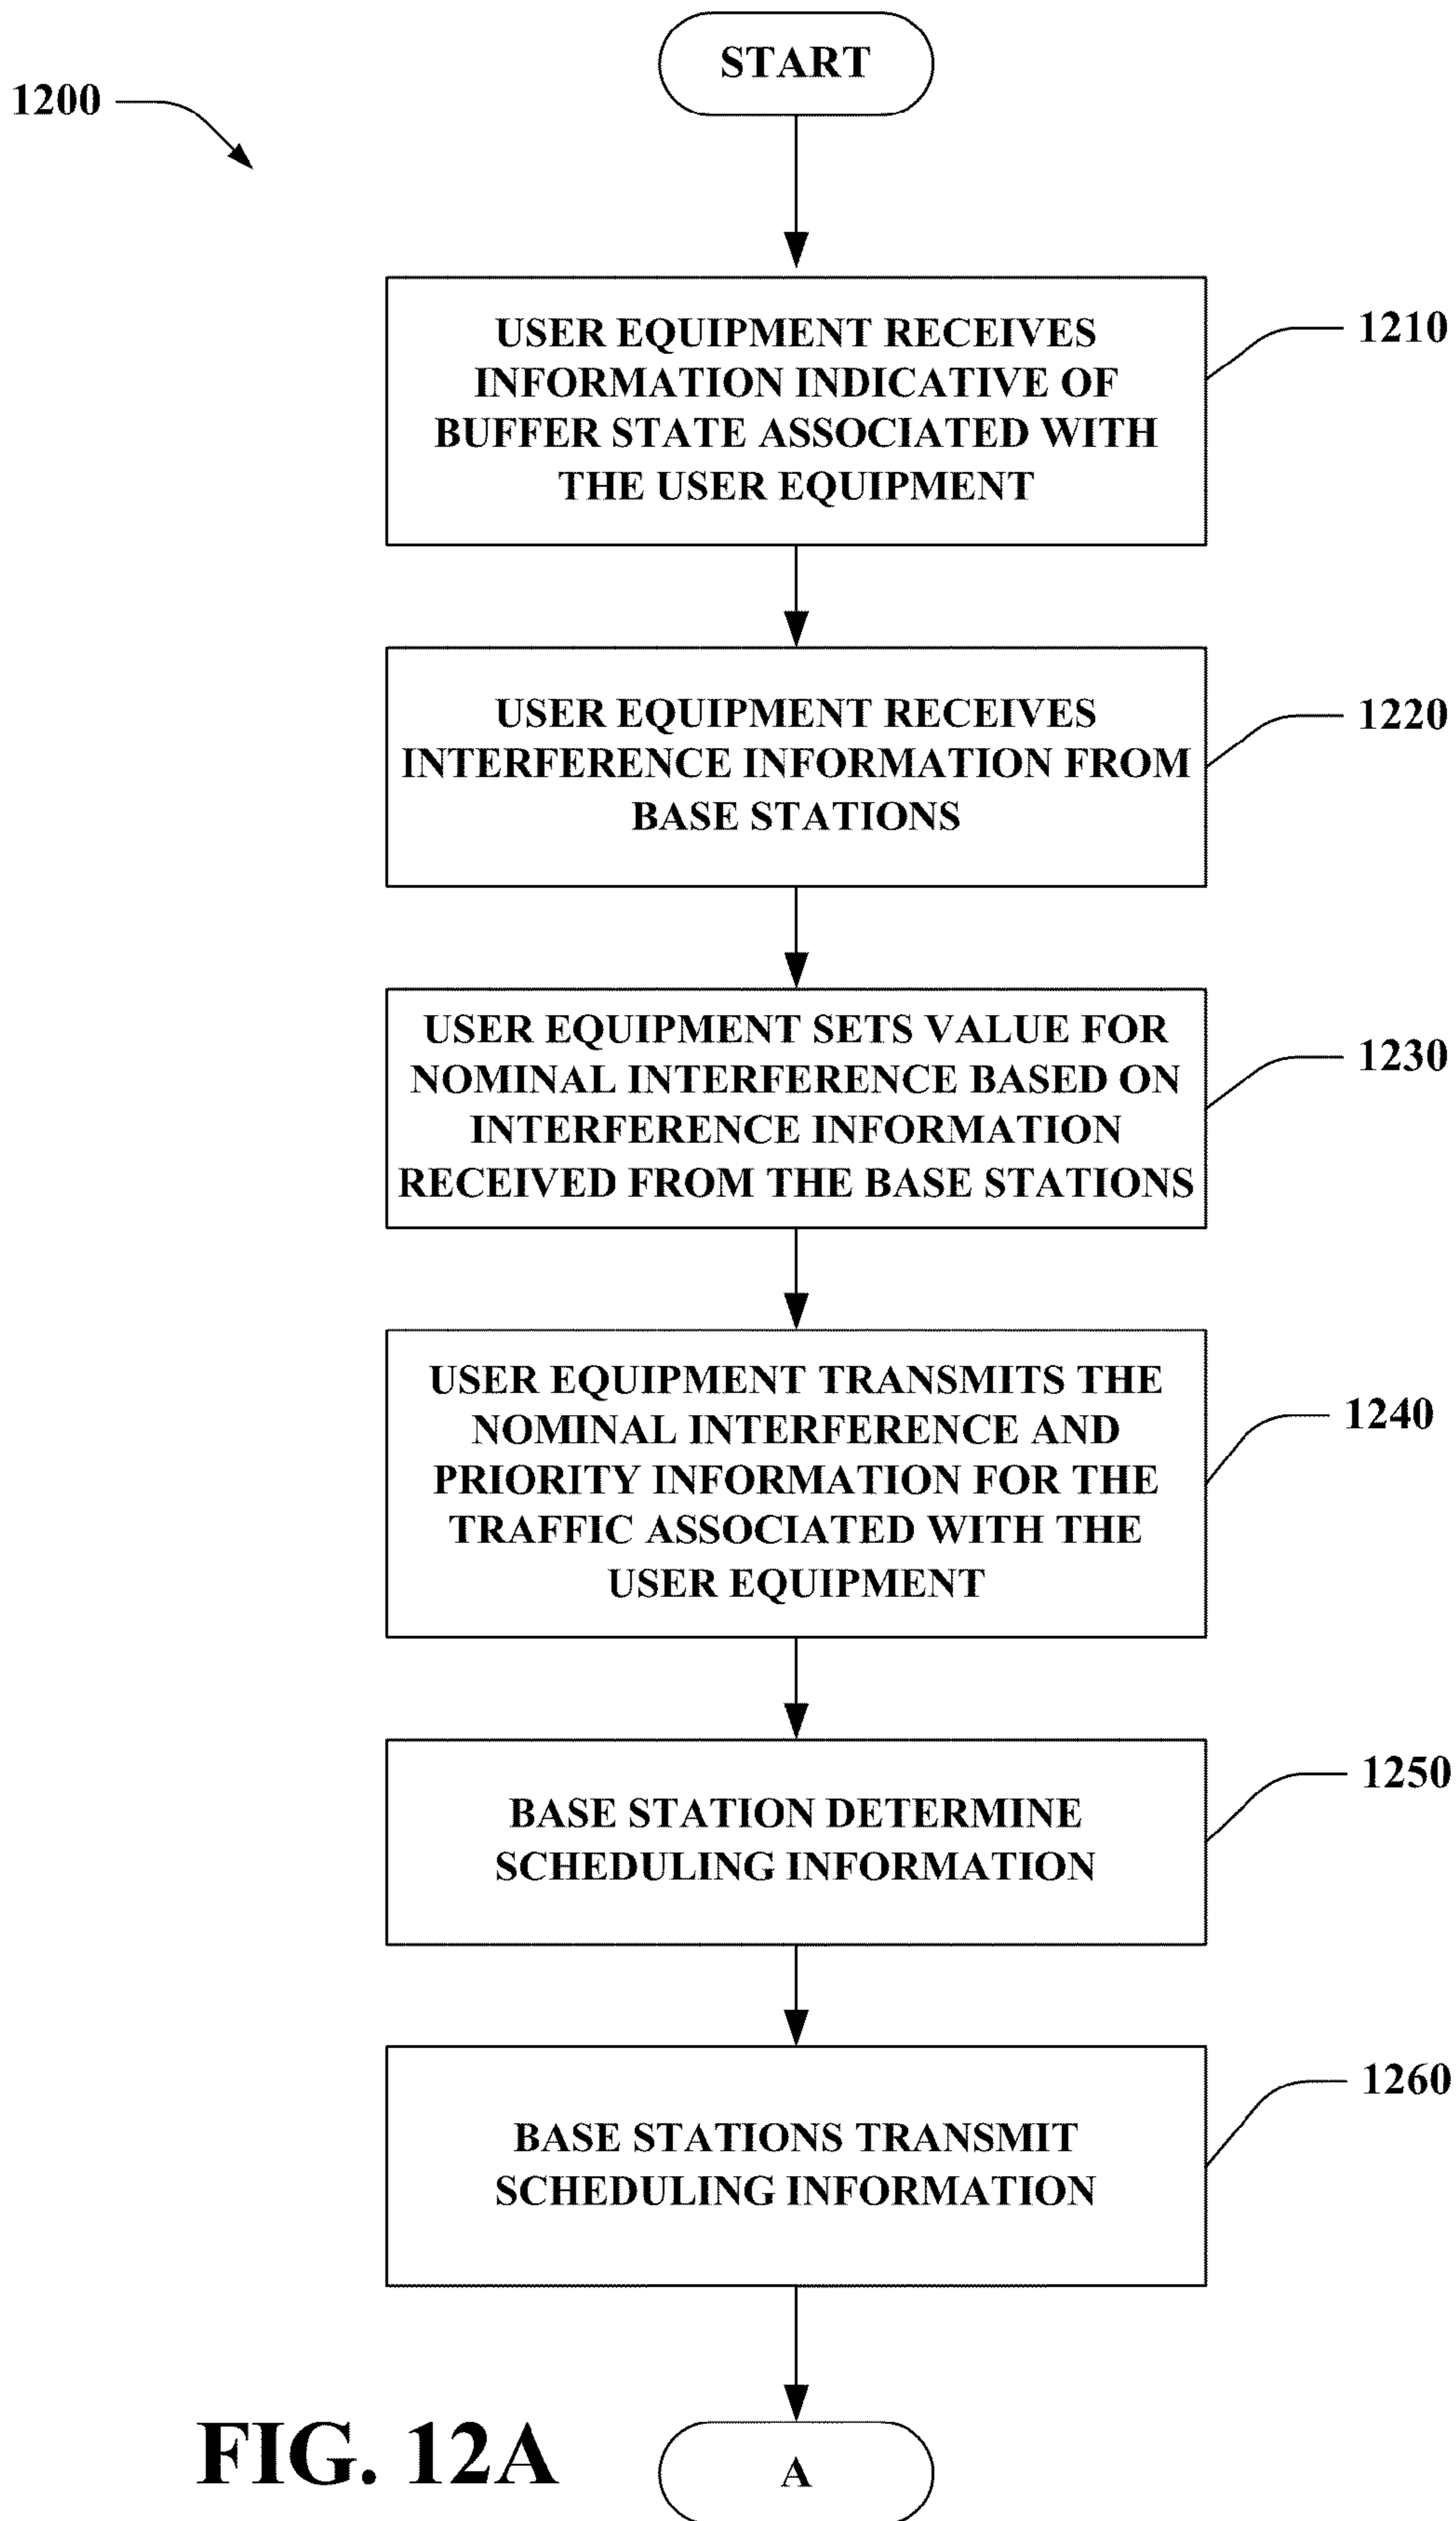 START
1200
USER EQUIPMENT RECEIVES
INFORMATION INDICATIVE OF
BUFFER STATE ASSOCIATED WITH
THE USER EQUIPMENT
1210
USER EQUIPMENT RECEIVES
INTERFERENCE INFORMATION FROM
BASE STATIONS
1220
USER EQUIPMENT SETS VALUE FOR
NOMINAL INTERFERENCE BASED ON
INTERFERENCE INFORMATION
RECEIVED FROM THE BASE STATIONS
1230
USER EQUIPMENT TRANSMITS THE
NOMINAL INTERFERENCE AND
PRIORITY INFORMATION FOR THE
TRAFFIC ASSOCIATED WITH THE
USER EQUIPMENT
1240
BASE STATION DETERMINE
SCHEDULING INFORMATION
1250
BASE STATIONS TRANSMIT
SCHEDULING INFORMATION
1260
FIG. 12A
A